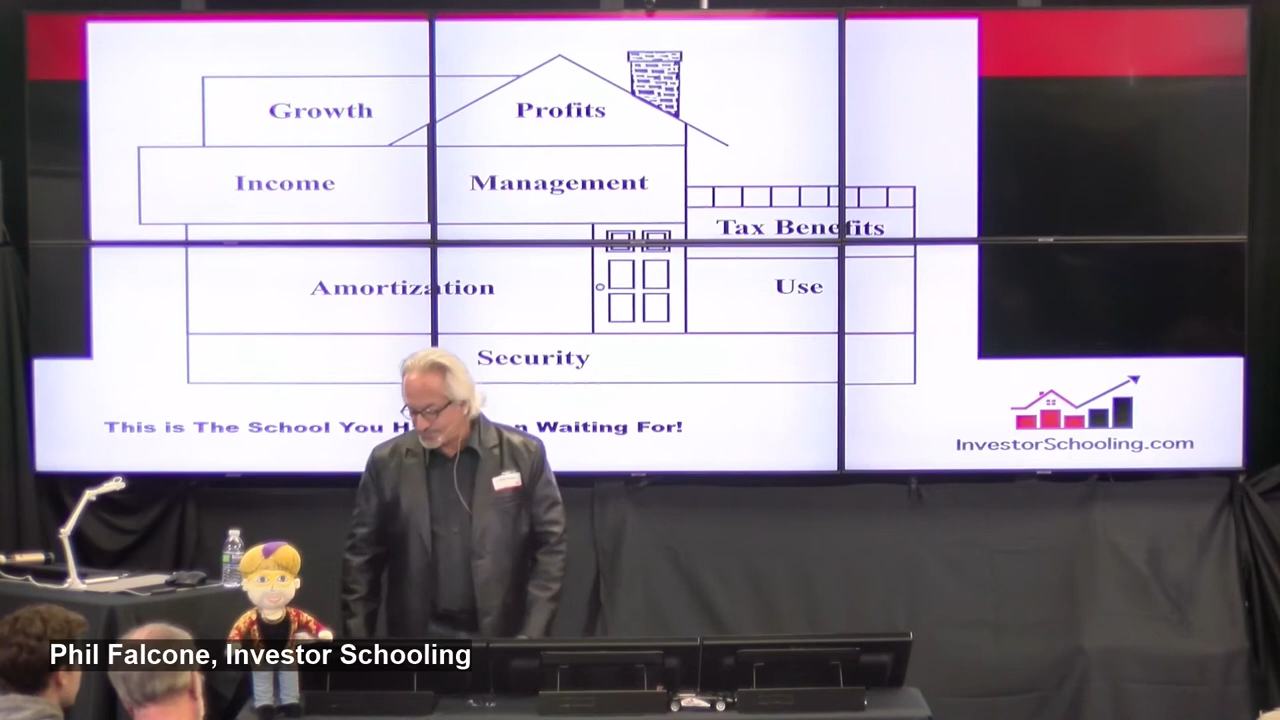 Growth
Profits
Income
Management
Tax Benefits
Amortization
Use
Security
This is The School You H n Waiting For!
InvestorSchooling.com
Phil Falcone, Investor Schooling